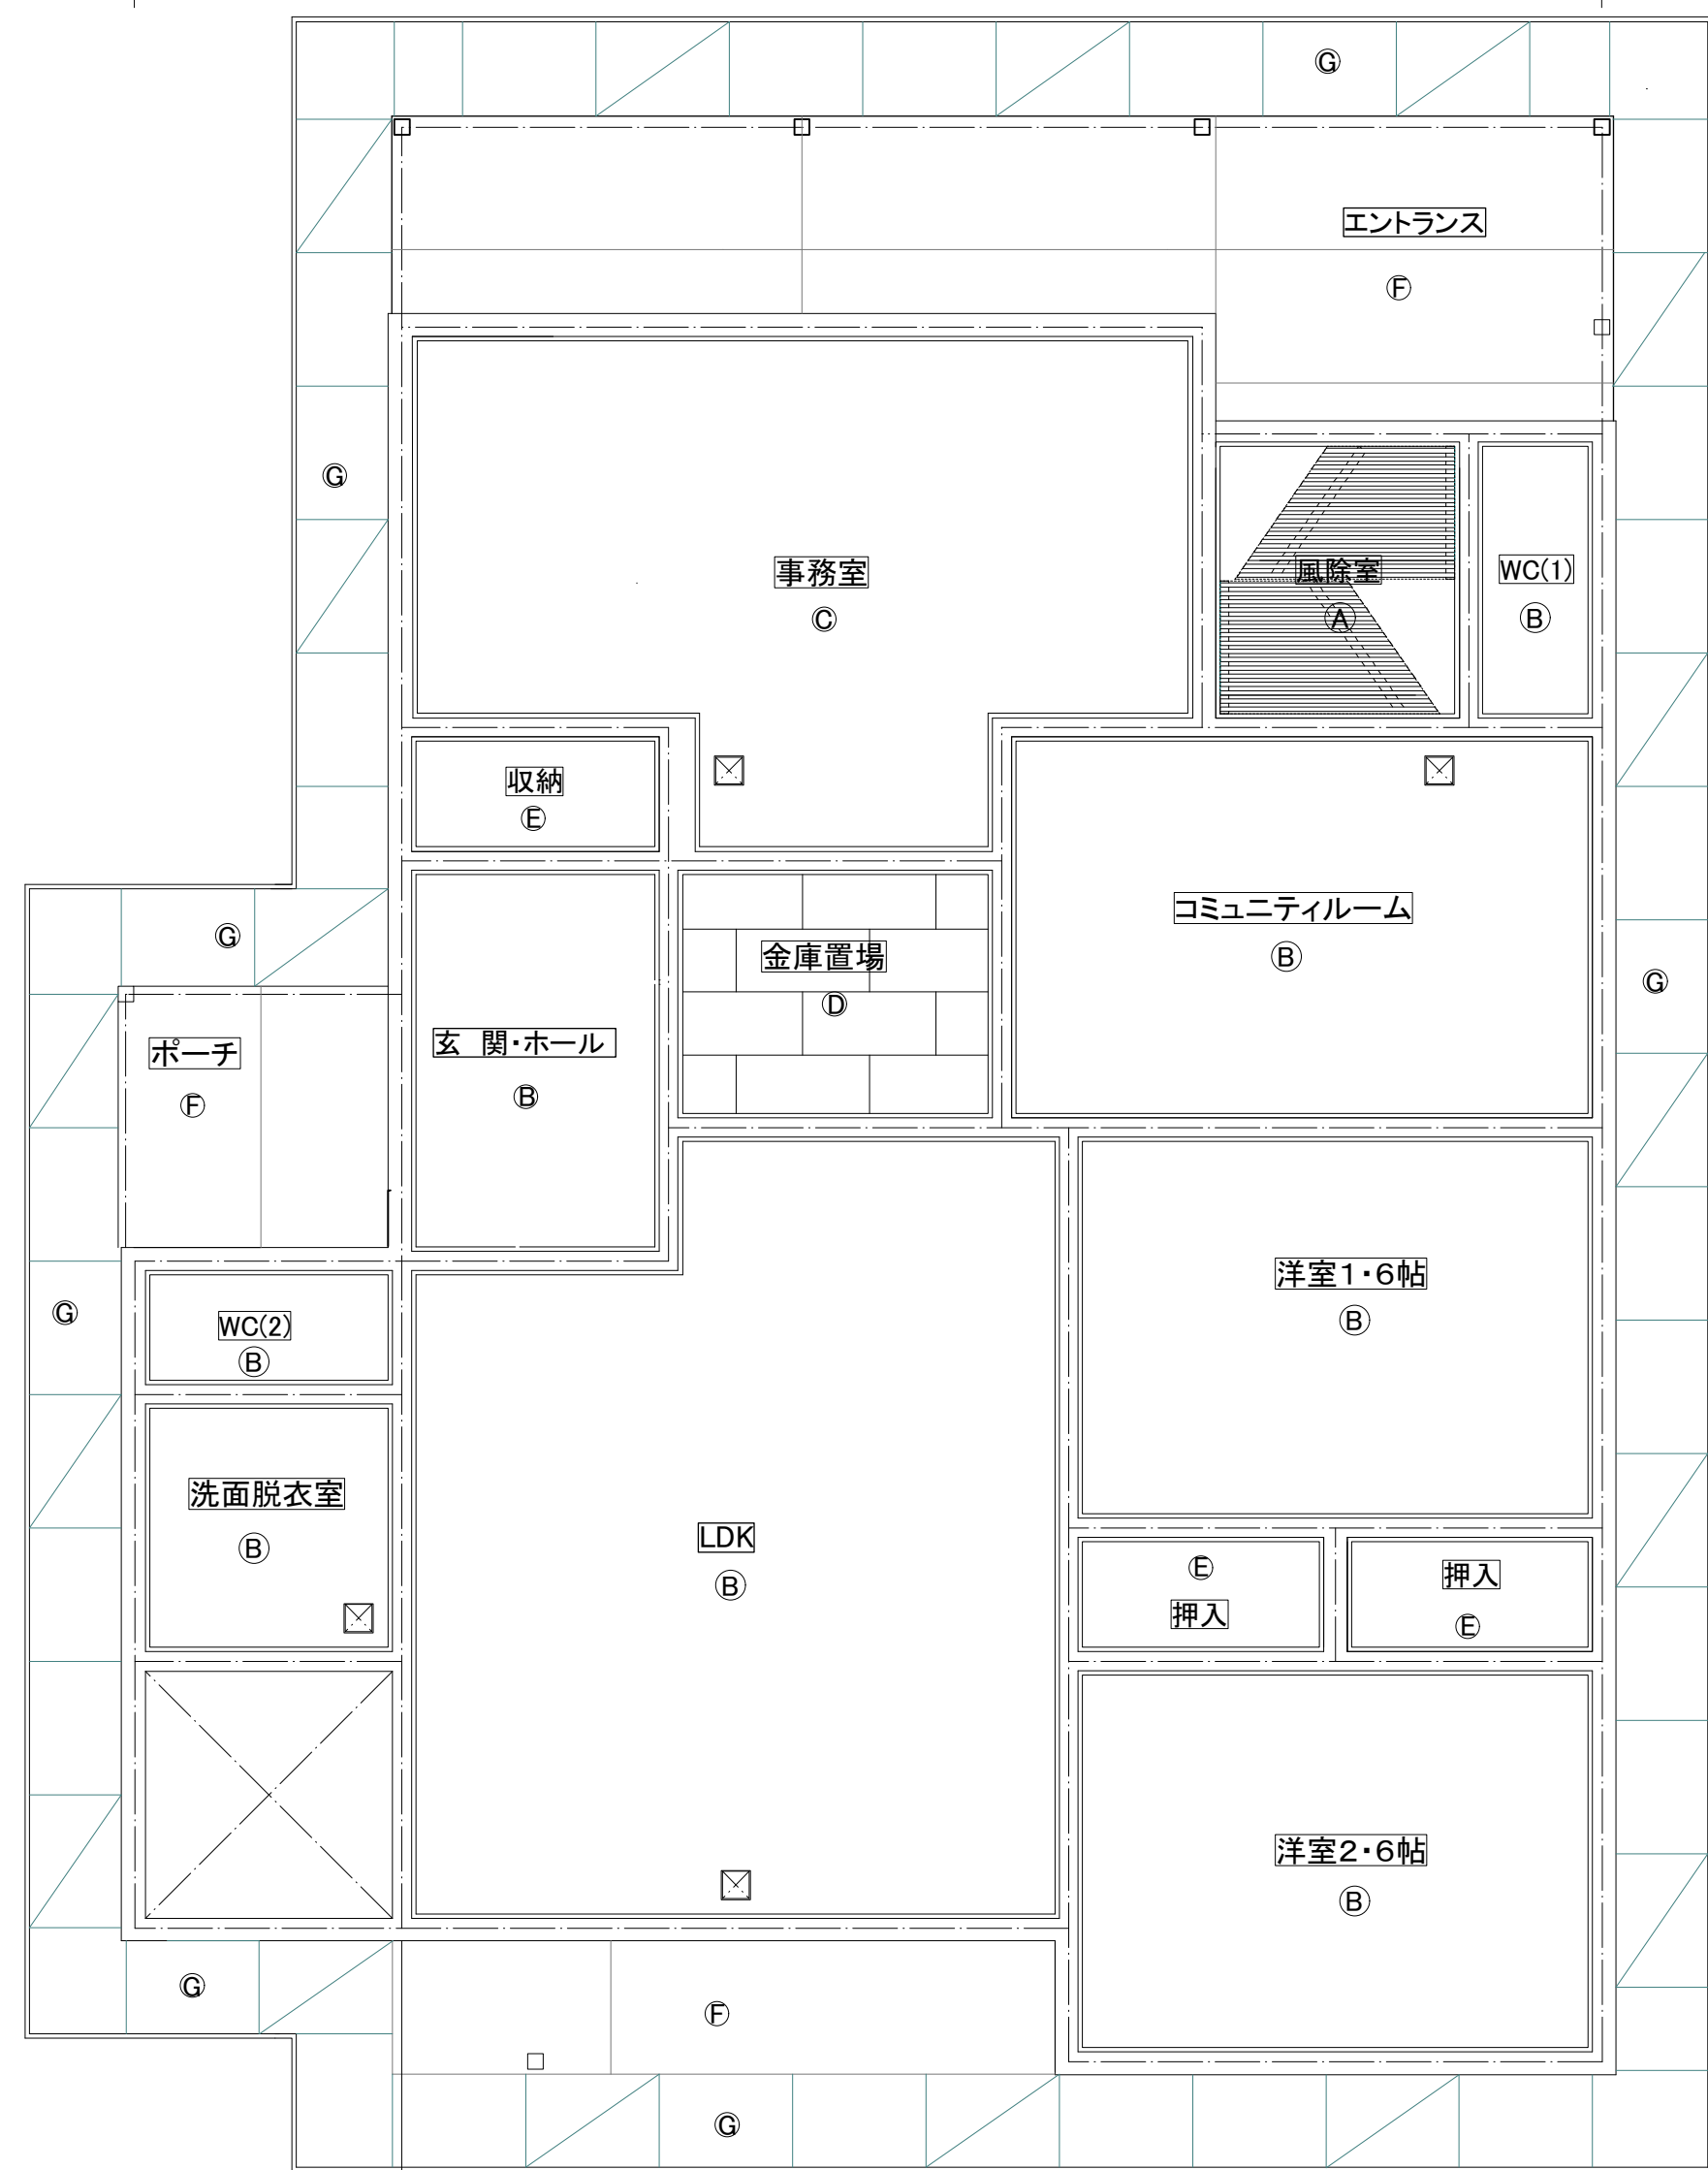 Ⓖ
エントランス
Ⓕ
Ⓖ
事務室
Ⓒ
風除室
Ⓐ
WC(1)
Ⓑ
収納
Ⓔ
コミュニティルーム
Ⓑ
Ⓖ
金庫置場
Ⓓ
Ⓖ
玄 関・ホール
Ⓑ
ポーチ
Ⓕ
洋室1・6帖
Ⓑ
Ⓖ
WC(2)
Ⓑ
洗面脱衣室
Ⓑ
LDK
Ⓑ
Ⓔ
押入
押入
Ⓔ
洋室2・6帖
Ⓑ
Ⓖ
Ⓕ
Ⓖ